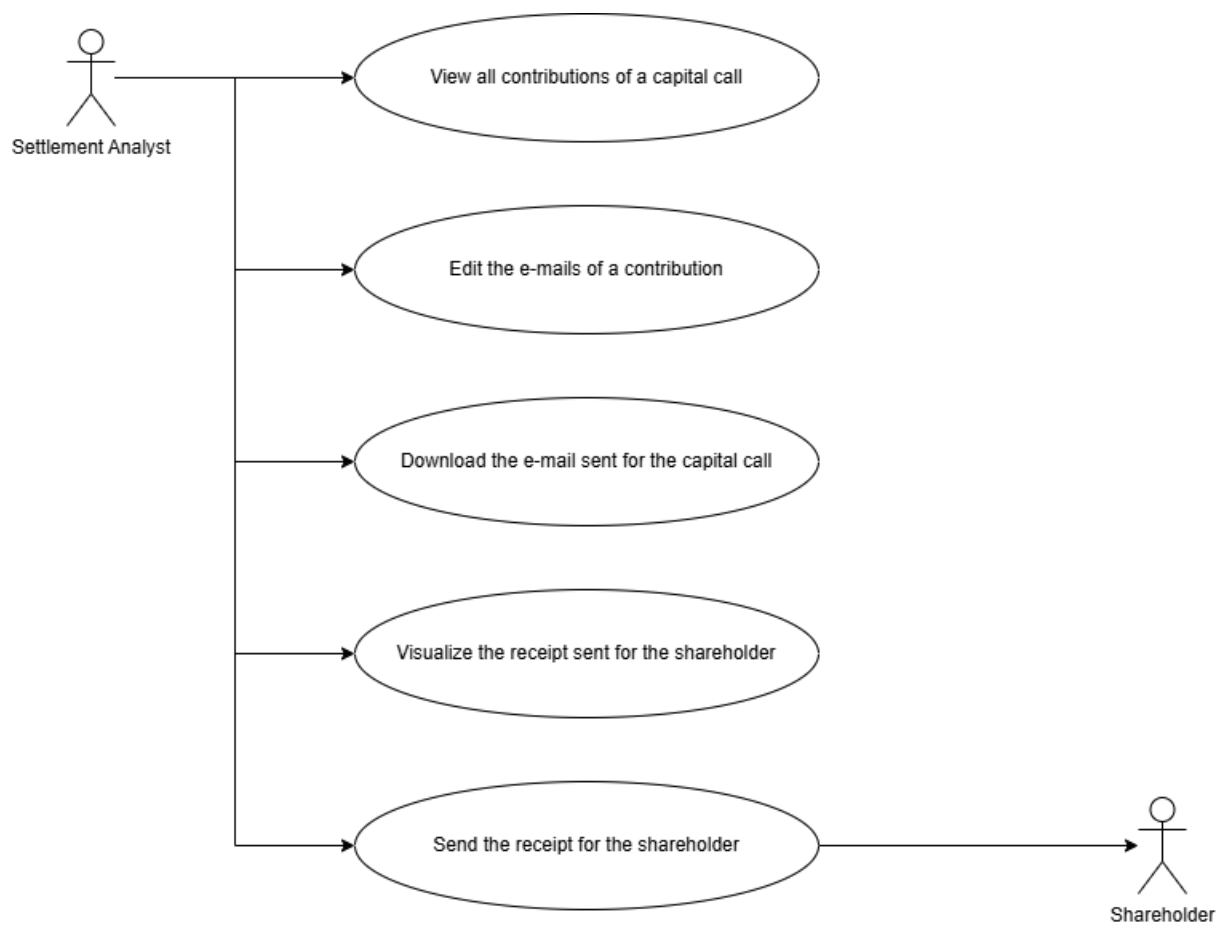 View all contributions of a capital call
Settlement Analyst
Edit the e-mails of a contribution
Download the e-mail sent for the capital call
Visualize the receipt sent for the shareholder
Send the receipt for the shareholder
Shareholder